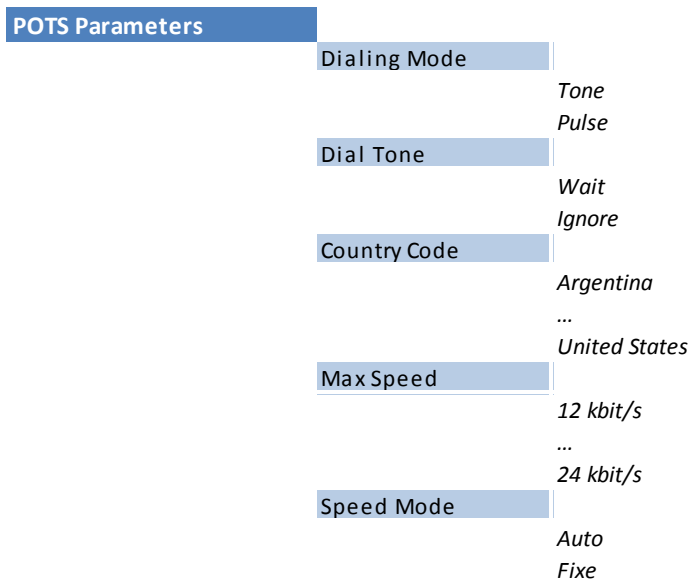 POTS Parameters
Dialing Mode
Tone
Pulse
Dial Tone
Wait
Ignore
Country Code
Argentina
…
United States
Max Speed
12 kbit/s
…
24 kbit/s
Speed Mode
Auto
Fixe